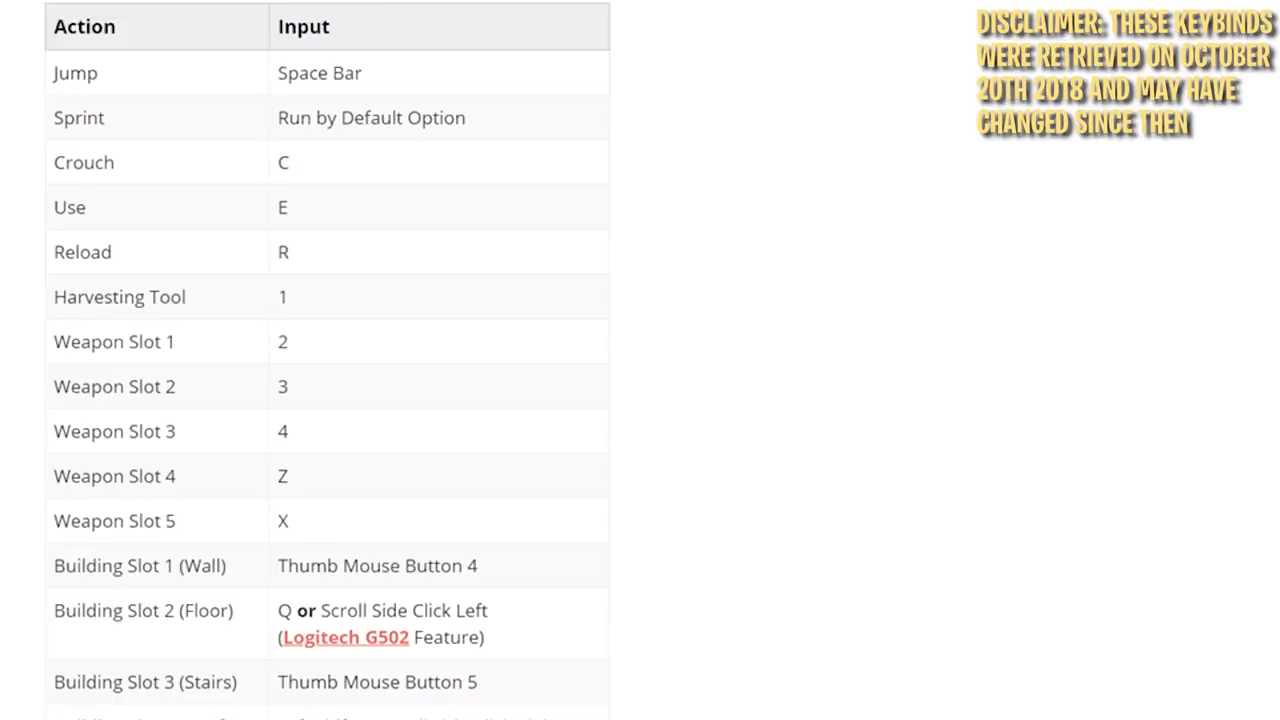 Action Input
Jump Space Bar
Sprint Run by Default Option
Crouch C
Use E
Reload R
Harvesting Tool 1
Weapon Slot 1 2
Weapon Slot 2 3
Weapon Slot 3 4
Weapon Slot 4 Z
Weapon Slot 5 X
Building Slot 1 (Wall) Thumb Mouse Button 4
Building Slot 2 (Floor) Q or Scroll Side Click Left
(Logitech G502 Feature)
Building Slot 3 (Stairs) Thumb Mouse Button 5
DISCLAIMER: THESE KEYBINDS
WERE RETRIEVED ON OCTOBER
20TH 2018 AND MAY HAVE
CHANGED SINCE THEN